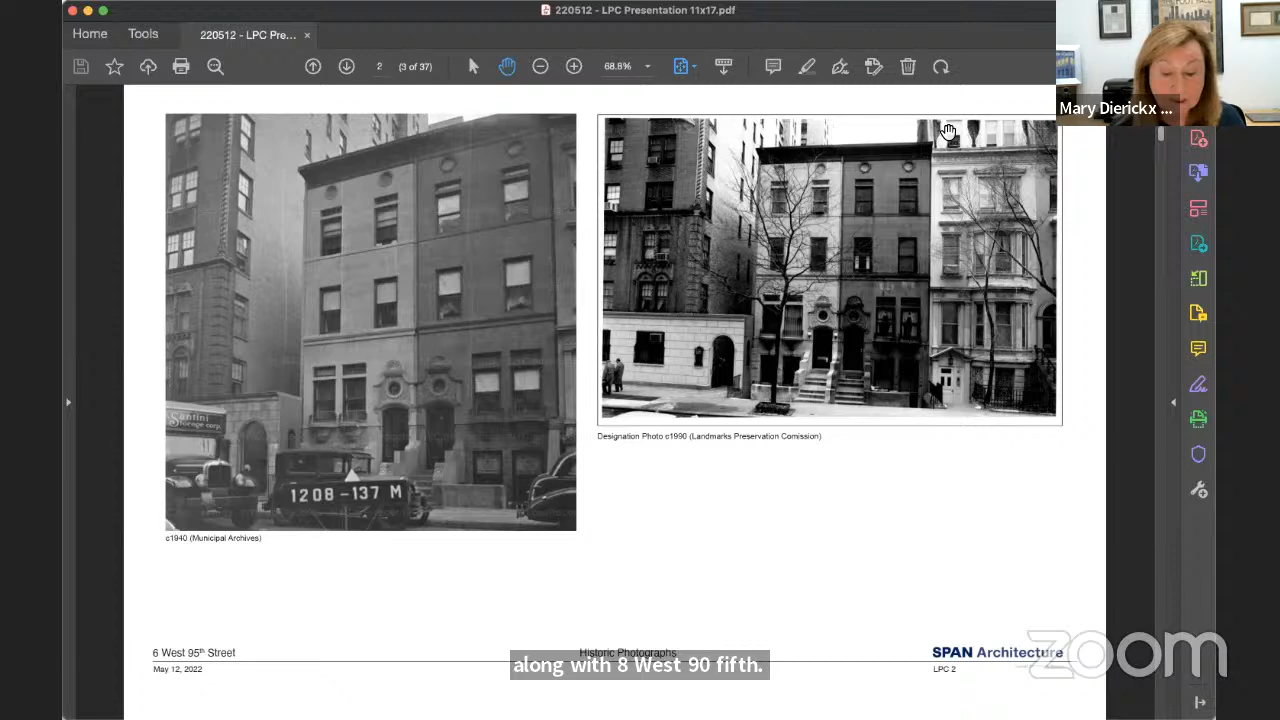 220512 - LPC Presentation 11x17.pdf
Home
Tools
220512 - LPC Pre...
2
(3 of 37)
68.8%
Mary Dierickx ...
Santini
Storage Corp.
1208-137 M
c1940 (Municipal Archives)
Designation Photo c1990 (Landmarks Preservation Comission)
6 West 95th Street
Historic Photographs
SPAN Architecture
May 12, 2022
LPC 2
along with 8 West 90 fifth.
zoom